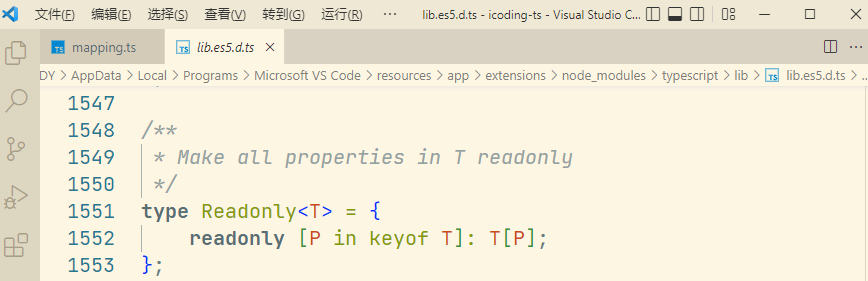 文件(F) 编辑(E) 选择(S) 查看(V) 转到(G) 运行(R) ··· lib.es5.d.ts - icoding-ts - Visual Studio C...
TS mapping.ts TS lib.es5.d.ts ×
DY > AppData > Local > Programs > Microsoft VS Code > resources > app > extensions > node_modules > typescript > lib > TS lib.es5.d.ts > ...
1547
1548 /**
1549 * Make all properties in T readonly
1550 */
1551 type Readonly<T> = {
1552 readonly [P in keyof T]: T[P];
1553 };